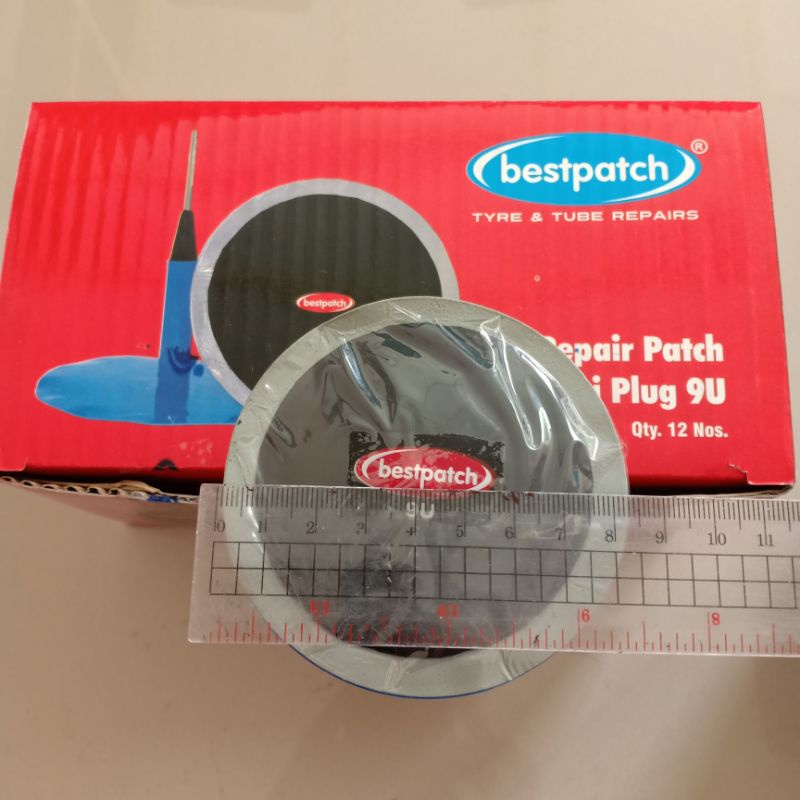 bestpatch®
TYRE & TUBE REPAIRS
bestpatch
Repair Patch
Plug 9U
Qty. 12 Nos.
bestpatch
9U
0 1 2 3 4 5 6 7 8 9 10 11
6 8